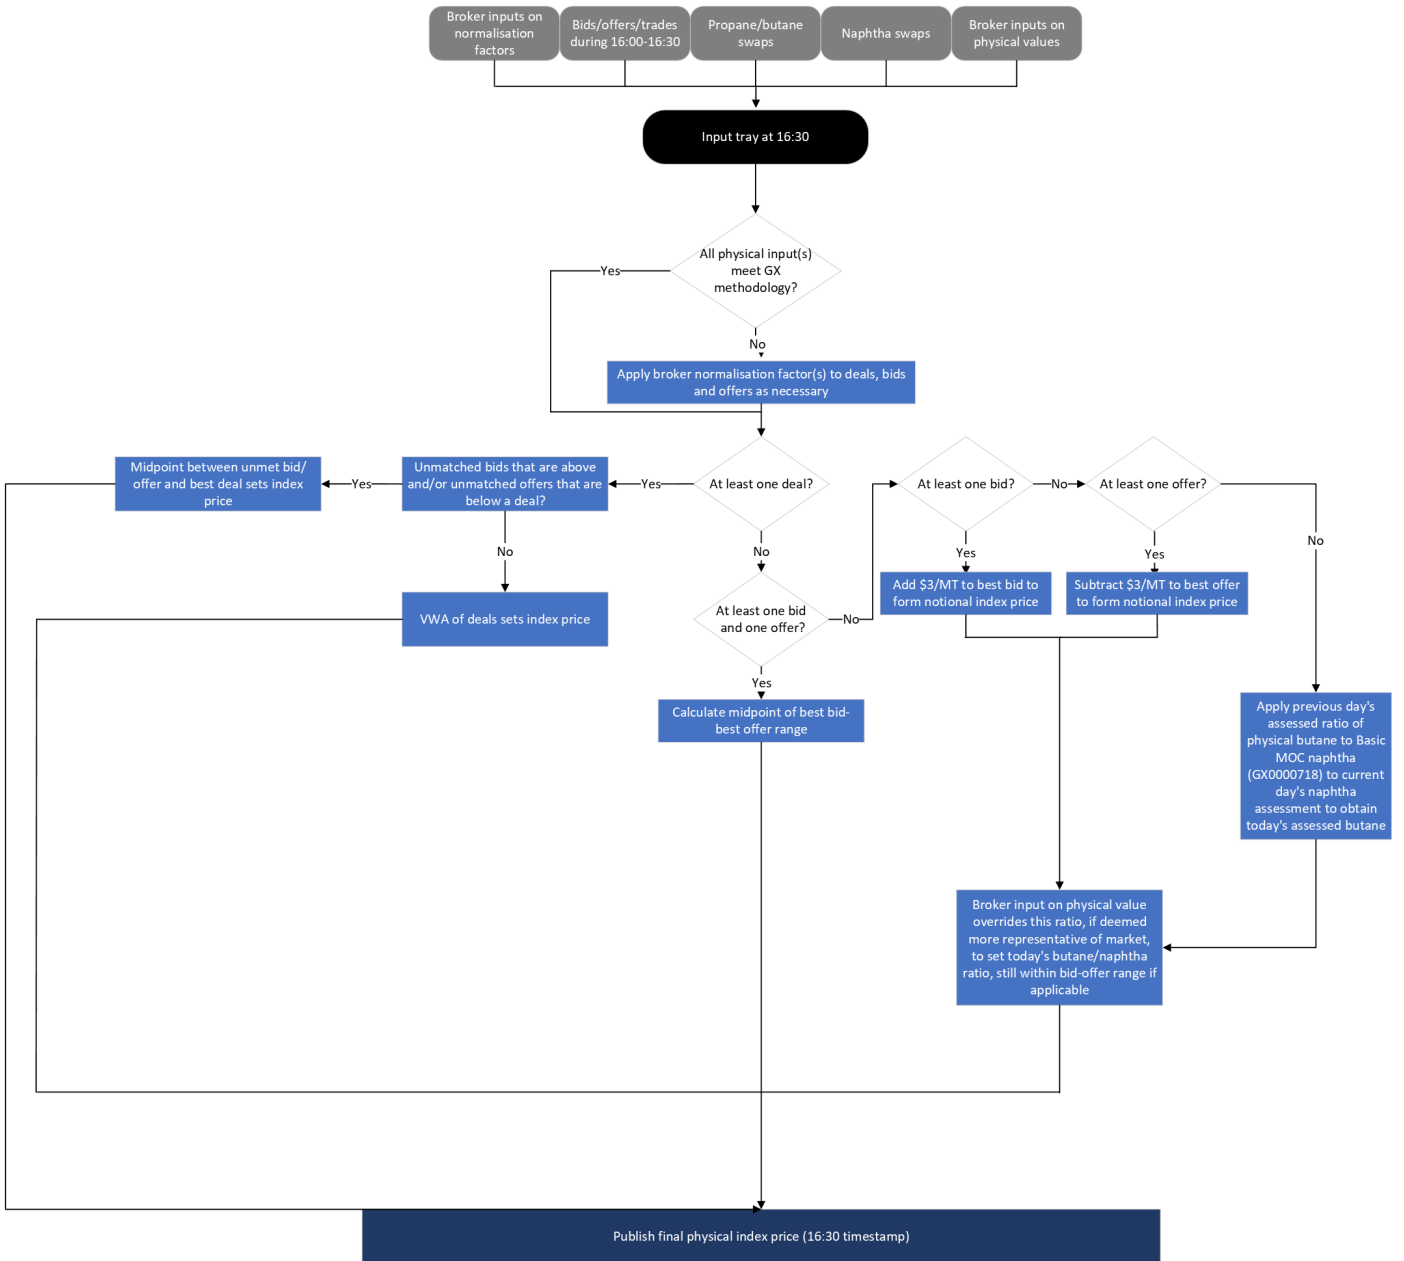 Broker inputs on
normalisation
factors
Bids/offers/trades
during 16:00-16:30
Propane/butane
swaps
Naphtha swaps
Broker inputs on
physical values
Input tray at 16:30
All physical input(s)
meet GX
methodology?
Yes
No
Apply broker normalisation factor(s) to deals, bids
and offers as necessary
Midpoint between unmet bid/
offer and best deal sets index
price
Yes
Unmatched bids that are above
and/or unmatched offers that are
below a deal?
Yes
At least one deal?
At least one bid?
No
At least one offer?
No
No
No
Yes
Yes
Add $3/MT to best bid to
form notional index price
Subtract $3/MT to best offer
to form notional index price
VWA of deals sets index price
At least one bid
and one offer?
No
Yes
Calculate midpoint of best bid-
best offer range
Apply previous day's
assessed ratio of
physical butane to Basic
MOC naphtha
(GX0000718) to current
day's naphtha
assessment to obtain
today's assessed butane
Broker input on physical value
overrides this ratio, if deemed
more representative of market,
to set today's butane/naphtha
ratio, still within bid-offer range if
applicable
Publish final physical index price (16:30 timestamp)